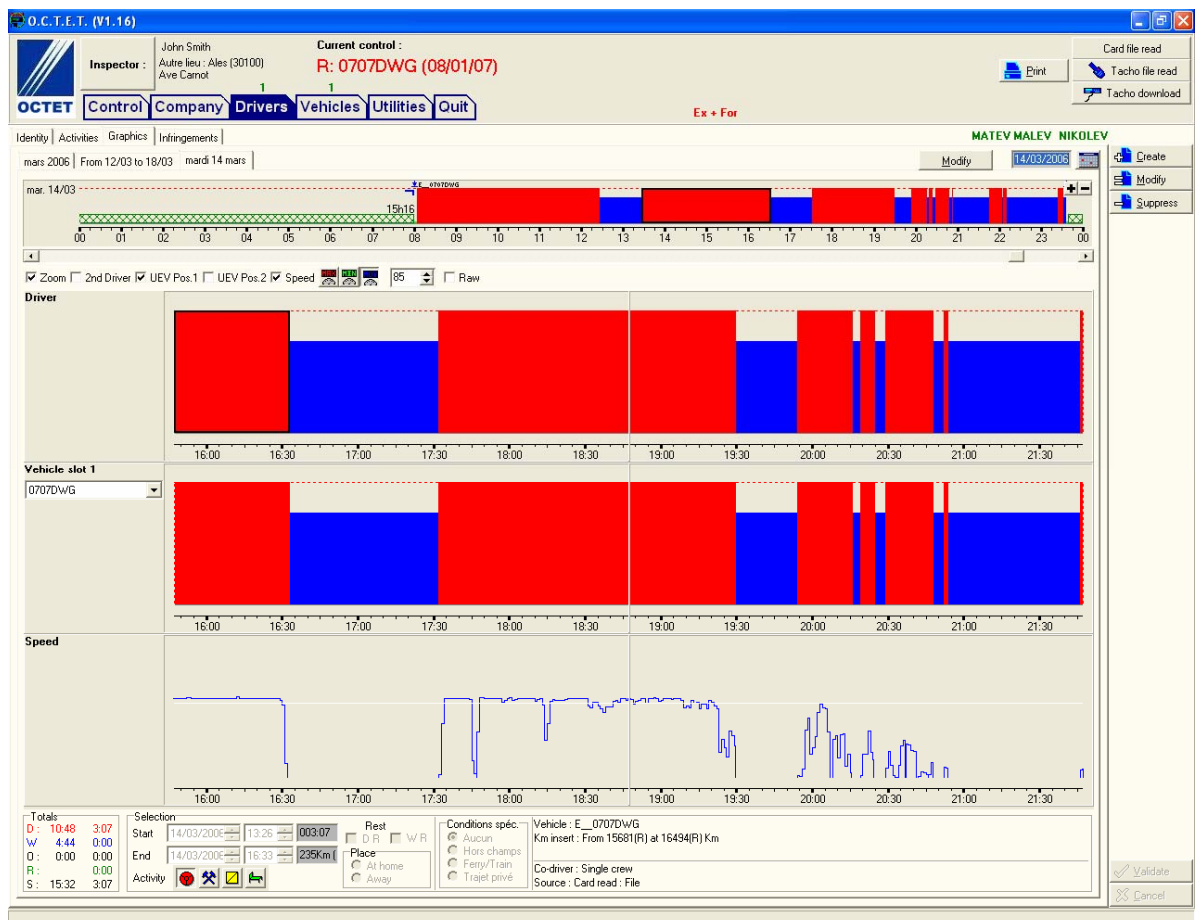 O.C.T.E.T. (V1.16)
OCTET
Inspector :
John Smith
Autre lieu : Ales (30100)
Ave Carnot
Current control :
R: 0707DWG (08/01/07)
Print
Card file read
Tacho file read
Tacho download
1 1
Control Company Drivers Vehicles Utilities Quit
Ex + For
Identity Activities Graphics Infringements
MATEV MALEV NIKOLEV
mars 2006 From 12/03 to 18/03 mardi 14 mars
Modify 14/03/2006
Create
Modify
Suppress
mar. 14/03
E__0707DWG
15h16
00 01 02 03 04 05 06 07 08 09 10 11 12 13 14 15 16 17 18 19 20 21 22 23 00
Zoom 2nd Driver UEV Pos.1 UEV Pos.2 Speed 85 Raw
Driver
16:00 16:30 17:00 17:30 18:00 18:30 19:00 19:30 20:00 20:30 21:00 21:30
Vehicle slot 1
0707DWG
16:00 16:30 17:00 17:30 18:00 18:30 19:00 19:30 20:00 20:30 21:00 21:30
Speed
16:00 16:30 17:00 17:30 18:00 18:30 19:00 19:30 20:00 20:30 21:00 21:30
Totals
D : 10:48 3:07
W 4:44 0:00
O : 0:00 0:00
R : 0:00
S : 15:32 3:07
Selection
Start 14/03/2006 13:26 003:07
End 14/03/2006 16:33 235Km (
Activity
Rest
D R W R
Place
At home
Away
Conditions spéc.
Aucun
Hors champs
Ferry/Train
Trajet privé
Vehicle : E__0707DWG
Km insert : From 15681(R) at 16494(R) Km
Co-driver : Single crew
Source : Card read : File
Validate
Cancel